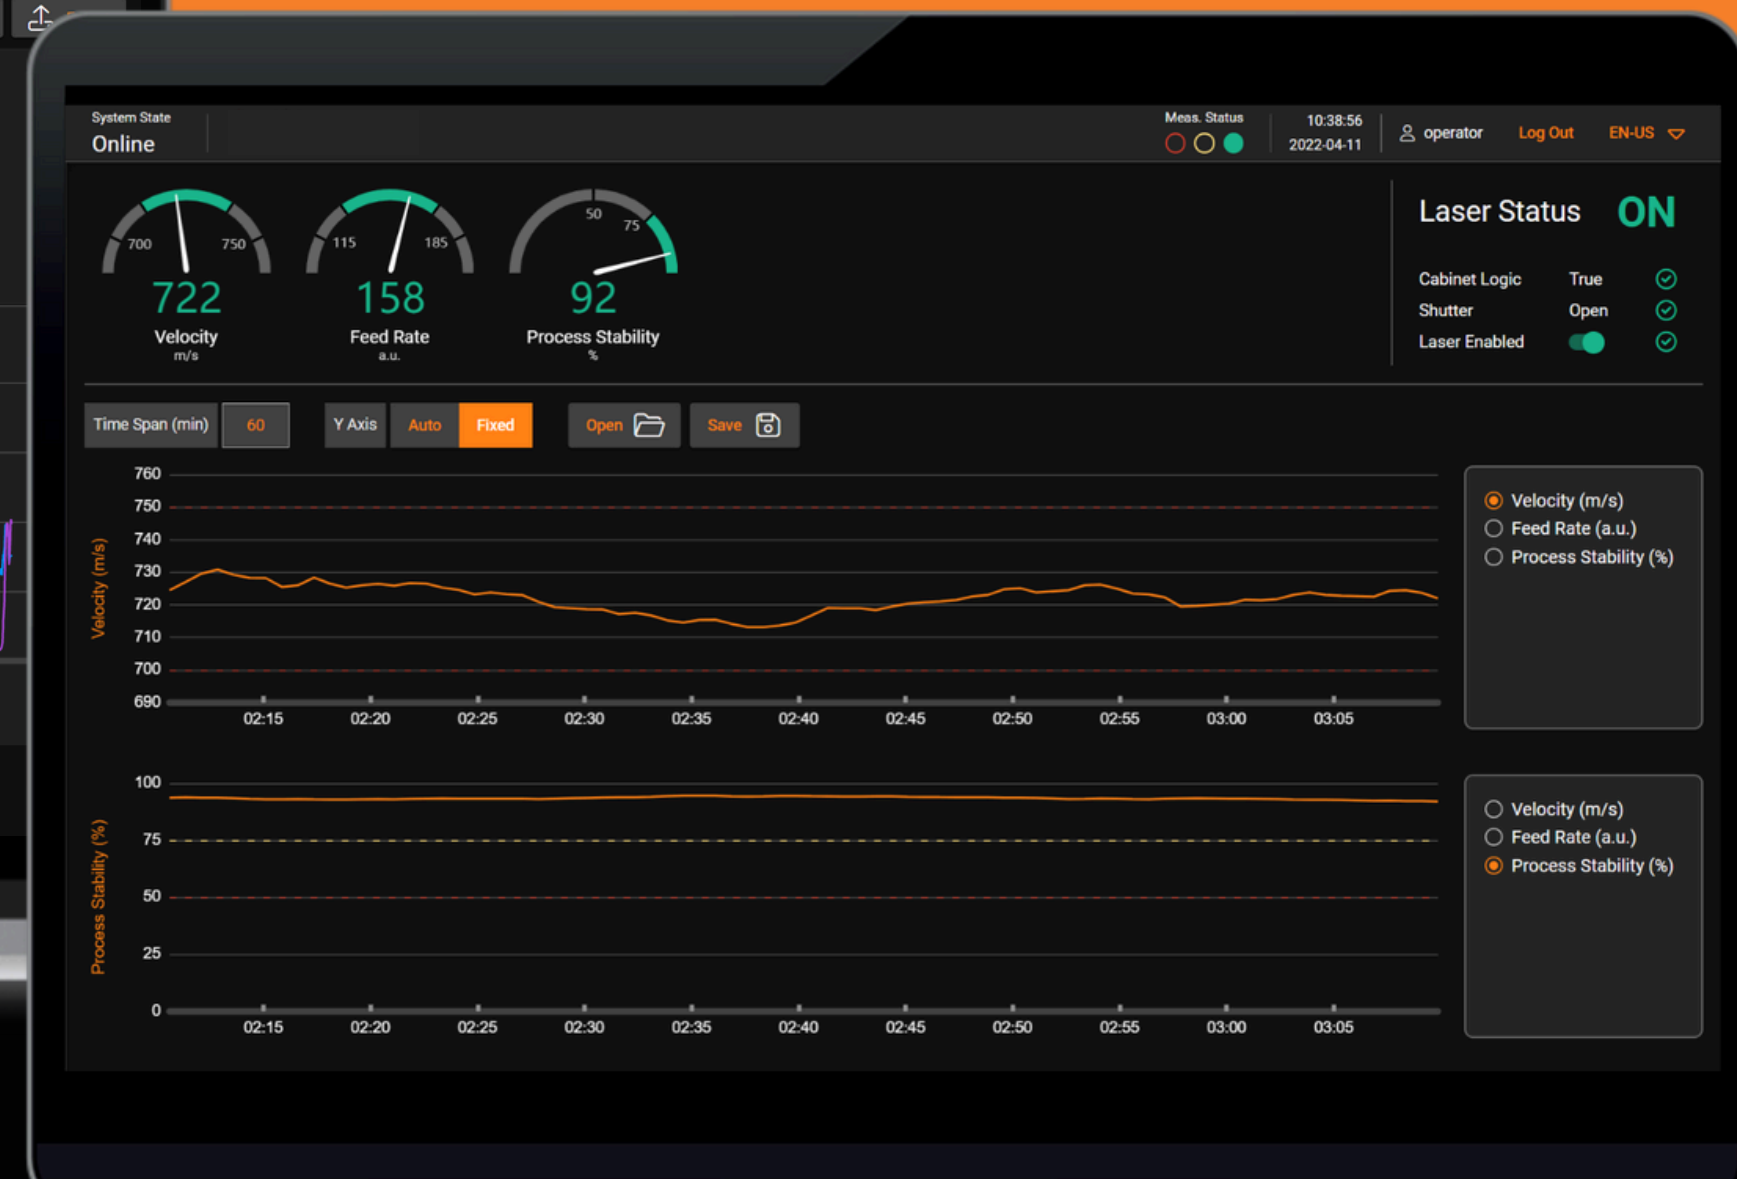 System State
Online
Meas. Status
10:38:56
2022-04-11
operator
Log Out
EN-US
700
750
722
Velocity
m/s
115
185
158
Feed Rate
a.u.
50
75
92
Process Stability
%
Laser Status ON
Cabinet Logic True
Shutter Open
Laser Enabled
Time Span (min) 60
Y Axis Auto Fixed
Open
Save
Velocity (m/s)
760
750
740
730
720
710
700
690
02:15 02:20 02:25 02:30 02:35 02:40 02:45 02:50 02:55 03:00 03:05
Velocity (m/s)
Feed Rate (a.u.)
Process Stability (%)
Process Stability (%)
100
75
50
25
0
02:15 02:20 02:25 02:30 02:35 02:40 02:45 02:50 02:55 03:00 03:05
Velocity (m/s)
Feed Rate (a.u.)
Process Stability (%)